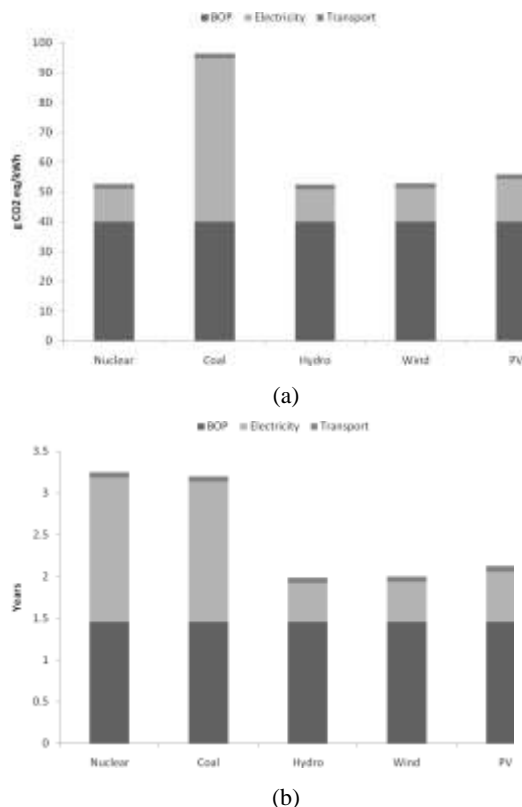 BOP Electricity Transport
100
90
80
70
60
50
40
30
20
10
0
g CO2 eq/kWh
Nuclear Coal Hydro Wind PV
(a)
BOP Electricity Transport
3.5
3
2.5
2
1.5
1
0.5
0
Years
Nuclear Coal Hydro Wind PV
(b)